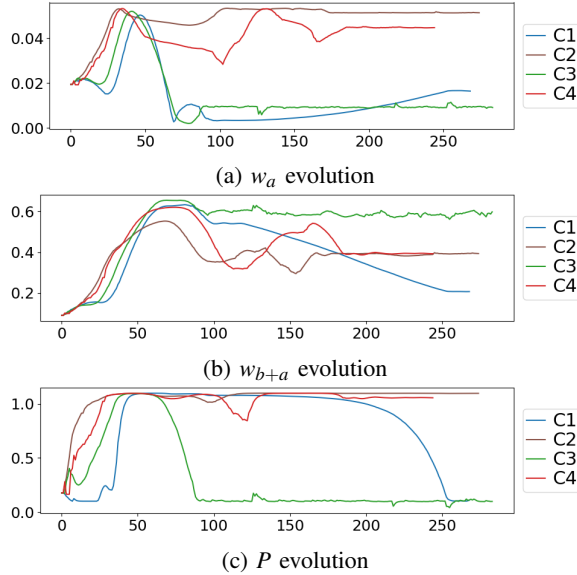 0.04
0.02
0.00
0 50 100 150 200 250
C1
C2
C3
C4
(a) w_a evolution
0.6
0.4
0.2
0 50 100 150 200 250
C1
C2
C3
C4
(b) w_{b+a} evolution
1.0
0.5
0.0
0 50 100 150 200 250
C1
C2
C3
C4
(c) P evolution